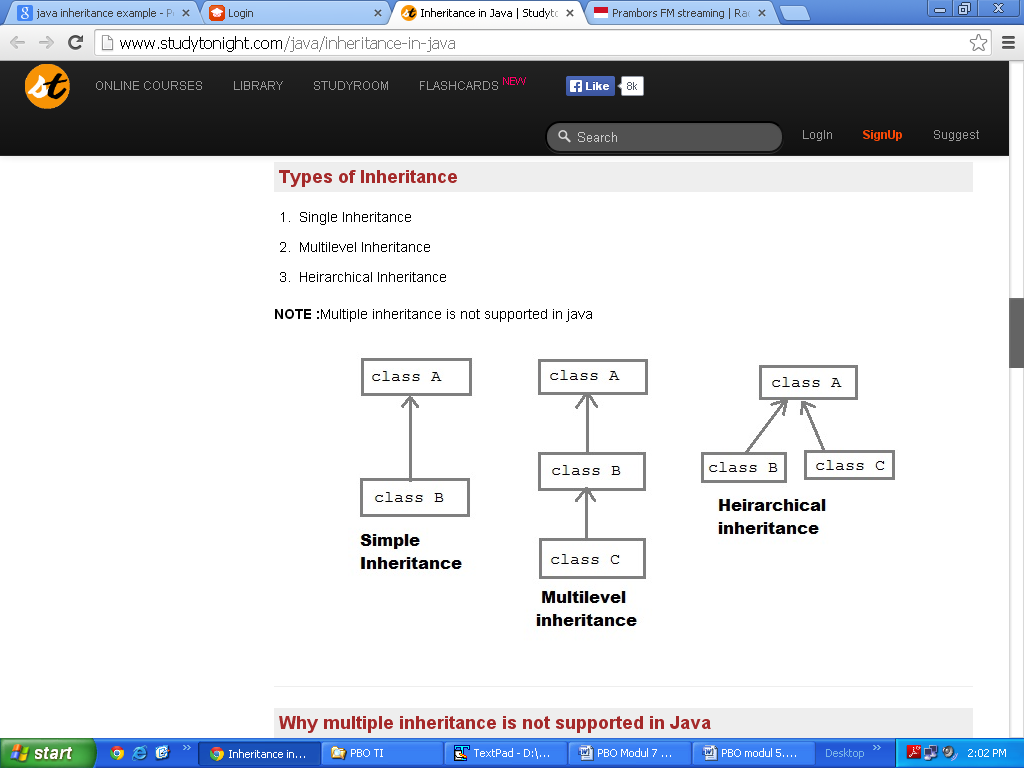 java inheritance example - P
Login
Inheritance in Java | Studyto
Prambors FM streaming | Ra
www.studytonight.com/java/inheritance-in-java
st
ONLINE COURSES
LIBRARY
STUDYROOM
FLASHCARDS NEW
Like
8k
Search
LogIn
SignUp
Suggest
Types of Inheritance
1. Single Inheritance
2. Multilevel Inheritance
3. Heirarchical Inheritance
NOTE :Multiple inheritance is not supported in java
class A
class B
Simple
Inheritance
class A
class B
class C
Multilevel
inheritance
class A
class B
class C
Heirarchical
inheritance
Why multiple inheritance is not supported in Java
start
Inheritance in...
PBO TI
TextPad - D:\...
PBO Modul 7 ...
PBO modul 5....
Desktop
2:02 PM